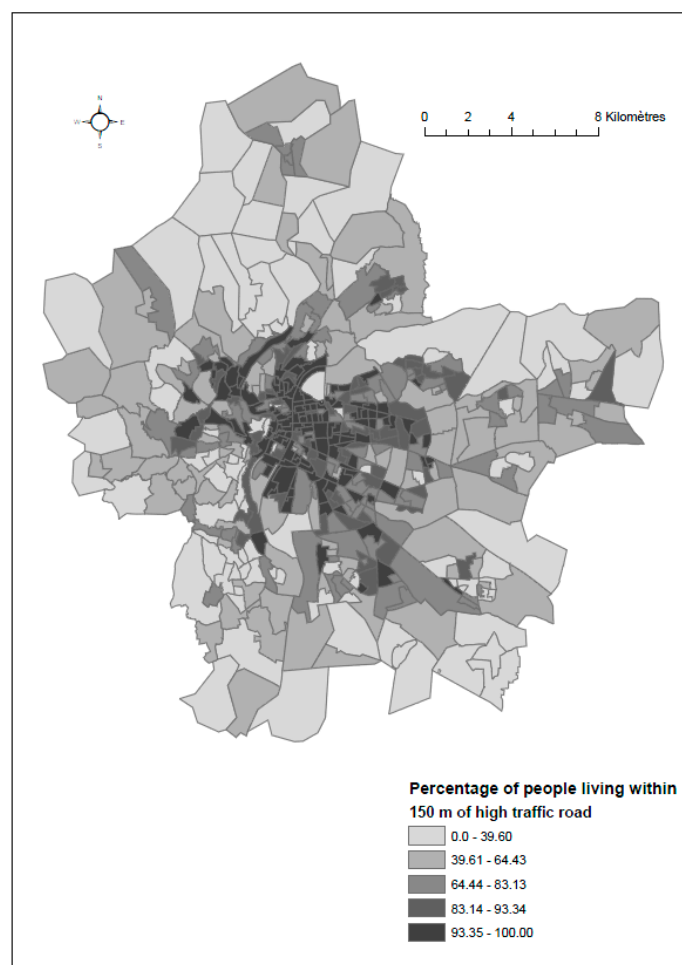 N
W E
S
0 2 4 8 Kilomètres
Percentage of people living within
150 m of high traffic road
0.0 - 39.60
39.61 - 64.43
64.44 - 83.13
83.14 - 93.34
93.35 - 100.00